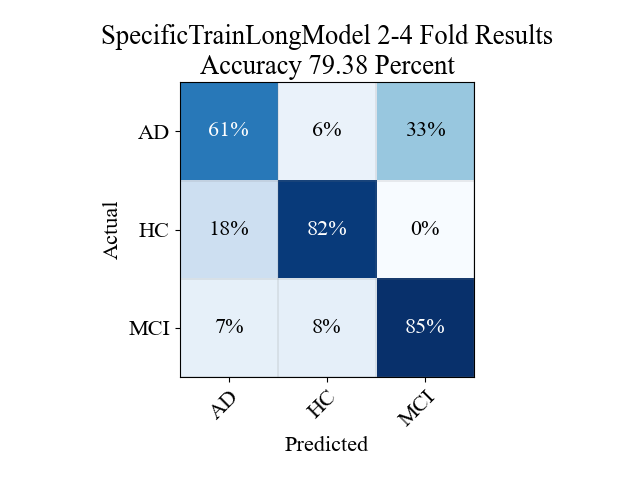 SpecificTrainLongModel 2-4 Fold Results
Accuracy 79.38 Percent
AD 61% 6% 33%
HC 18% 82% 0%
MCI 7% 8% 85%
Actual
AD HC MCI
Predicted